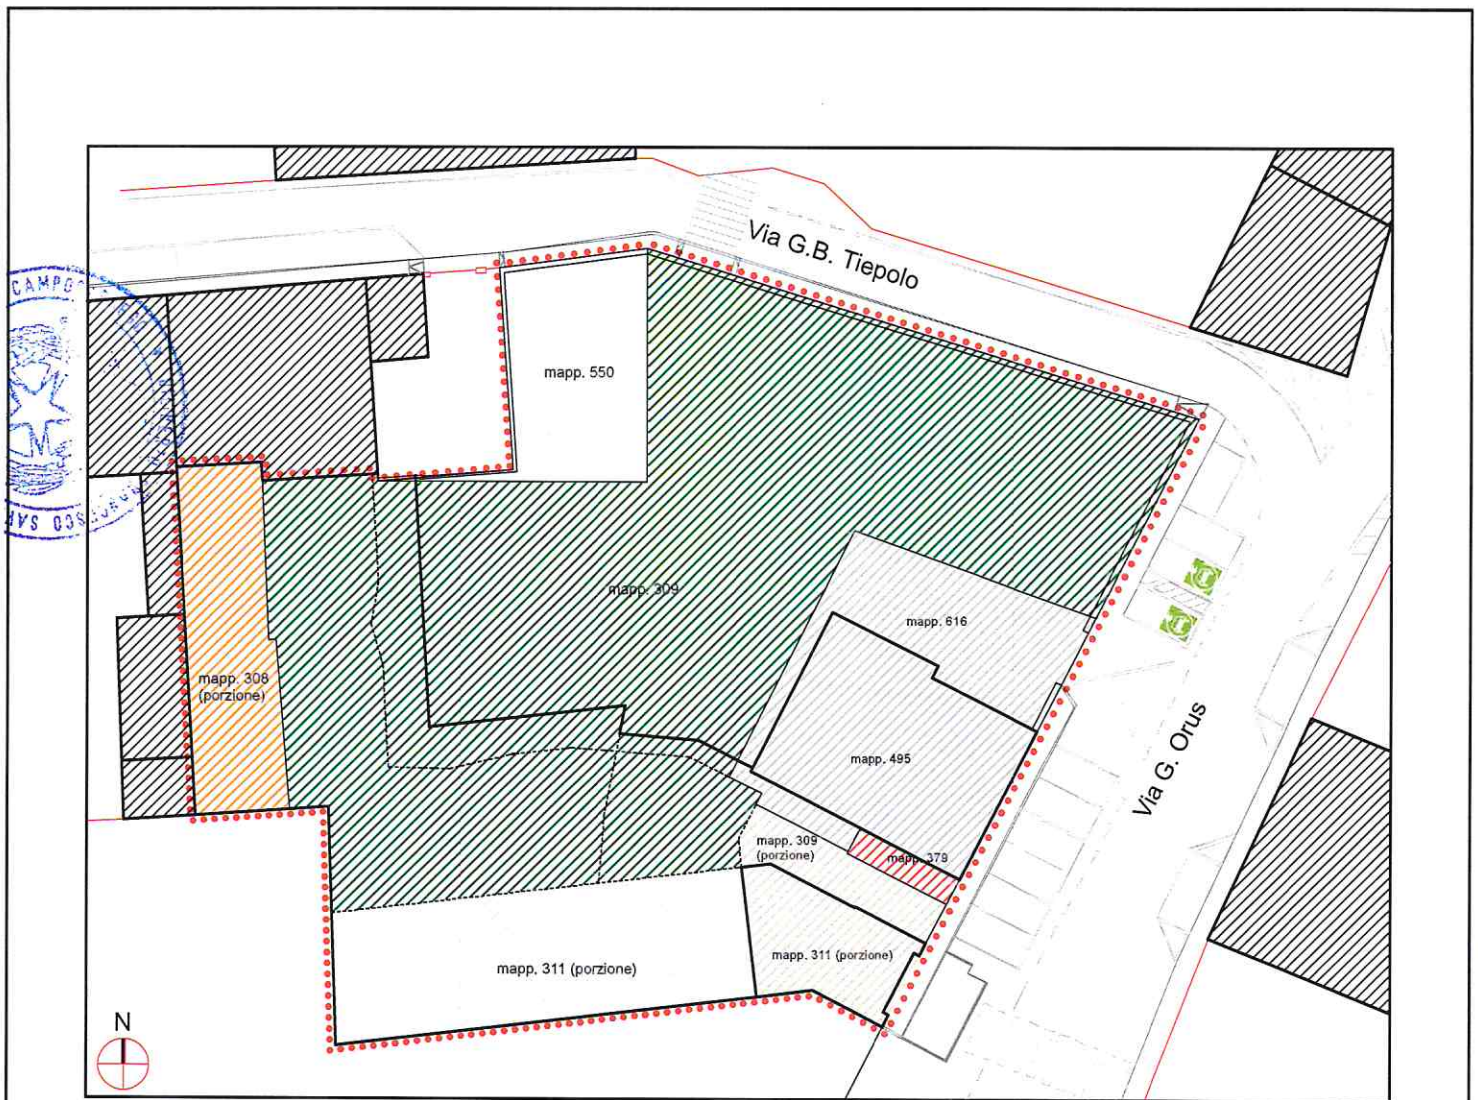 Via G.B. Tiepolo
CAMPO
mapp. 550
mapp. 309
mapp. 616
mapp. 308
(porzione)
mapp. 495
Via G. Orus
mapp. 309
(porzione)
mapp. 379
mapp. 311 (porzione)
mapp. 311 (porzione)
N